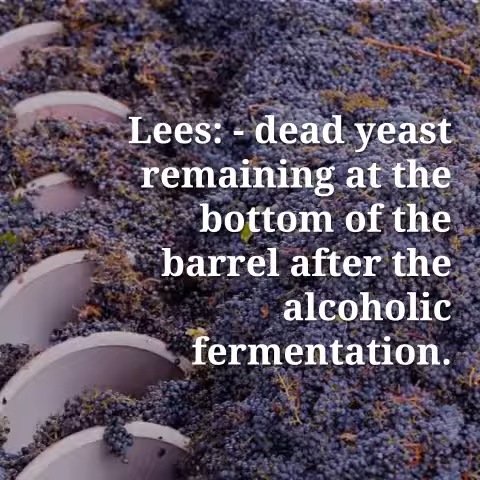 Lees: - dead yeast
remaining at the
bottom of the
barrel after the
alcoholic
fermentation.